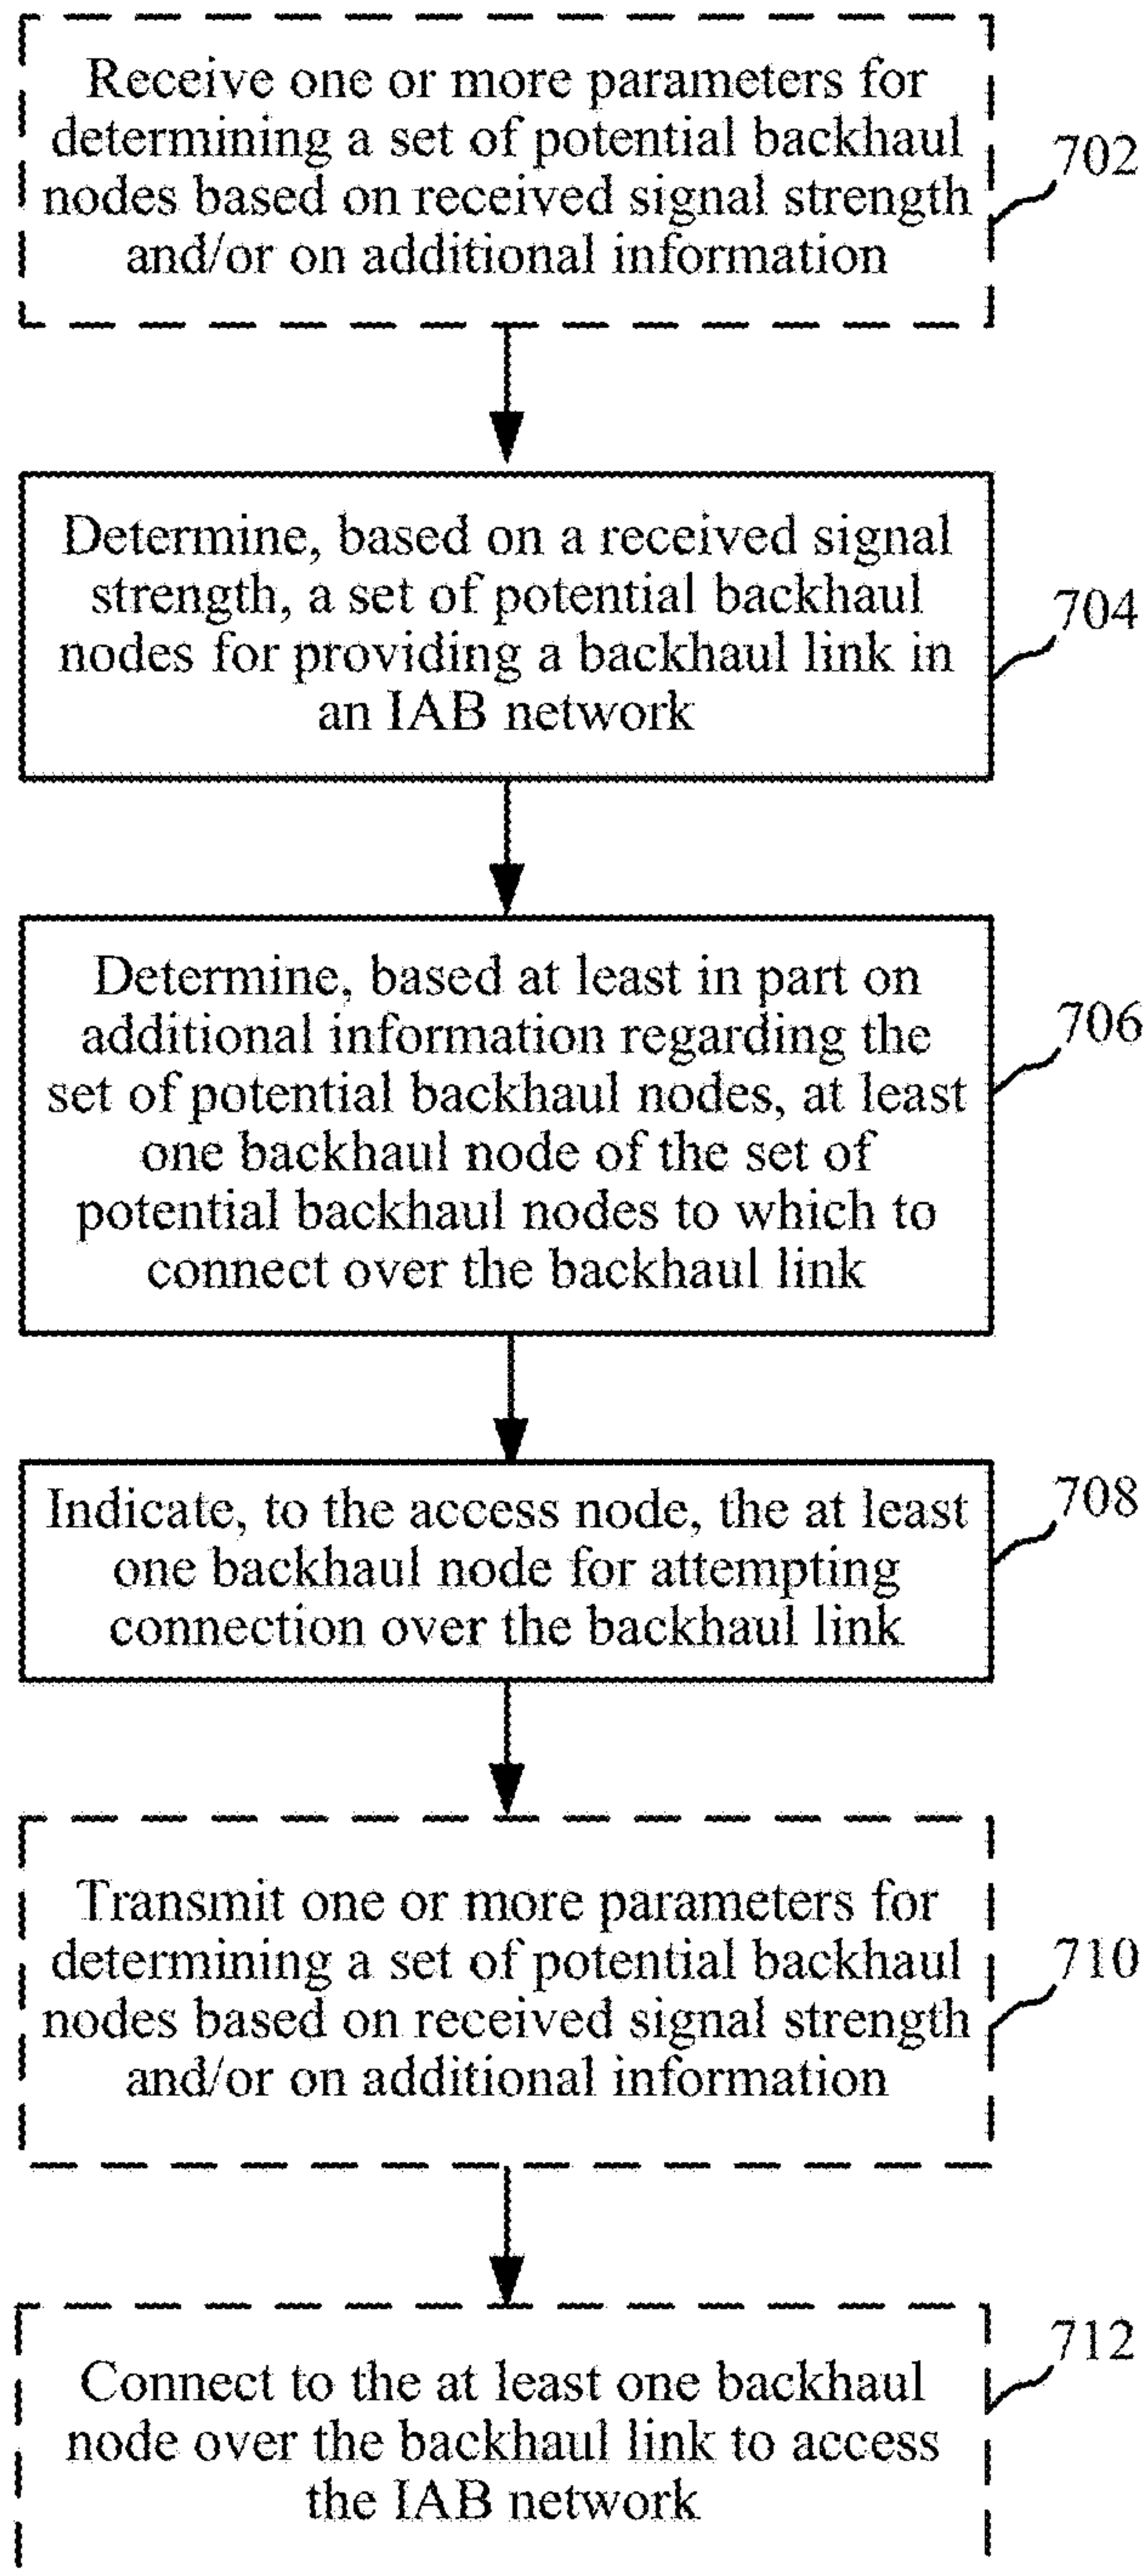 Receive one or more parameters for
determining a set of potential backhaul
nodes based on received signal strength
and/or on additional information
702
Determine, based on a received signal
strength, a set of potential backhaul
nodes for providing a backhaul link in
an IAB network
704
Determine, based at least in part on
additional information regarding the
set of potential backhaul nodes, at least
one backhaul node of the set of
potential backhaul nodes to which to
connect over the backhaul link
706
Indicate, to the access node, the at least
one backhaul node for attempting
connection over the backhaul link
708
Transmit one or more parameters for
determining a set of potential backhaul
nodes based on received signal strength
and/or on additional information
710
Connect to the at least one backhaul
node over the backhaul link to access
the IAB network
712